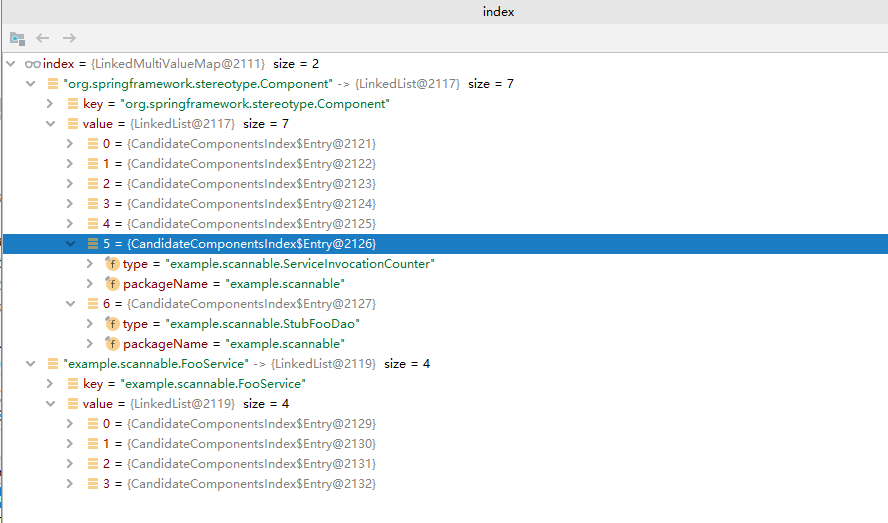 index
index = {LinkedMultiValueMap@2111} size = 2
"org.springframework.stereotype.Component" -> {LinkedList@2117} size = 7
key = "org.springframework.stereotype.Component"
value = {LinkedList@2117} size = 7
0 = {CandidateComponentsIndex$Entry@2121}
1 = {CandidateComponentsIndex$Entry@2122}
2 = {CandidateComponentsIndex$Entry@2123}
3 = {CandidateComponentsIndex$Entry@2124}
4 = {CandidateComponentsIndex$Entry@2125}
5 = {CandidateComponentsIndex$Entry@2126}
f type = "example.scannable.ServiceInvocationCounter"
f packageName = "example.scannable"
6 = {CandidateComponentsIndex$Entry@2127}
f type = "example.scannable.StubFooDao"
f packageName = "example.scannable"
"example.scannable.FooService" -> {LinkedList@2119} size = 4
key = "example.scannable.FooService"
value = {LinkedList@2119} size = 4
0 = {CandidateComponentsIndex$Entry@2129}
1 = {CandidateComponentsIndex$Entry@2130}
2 = {CandidateComponentsIndex$Entry@2131}
3 = {CandidateComponentsIndex$Entry@2132}